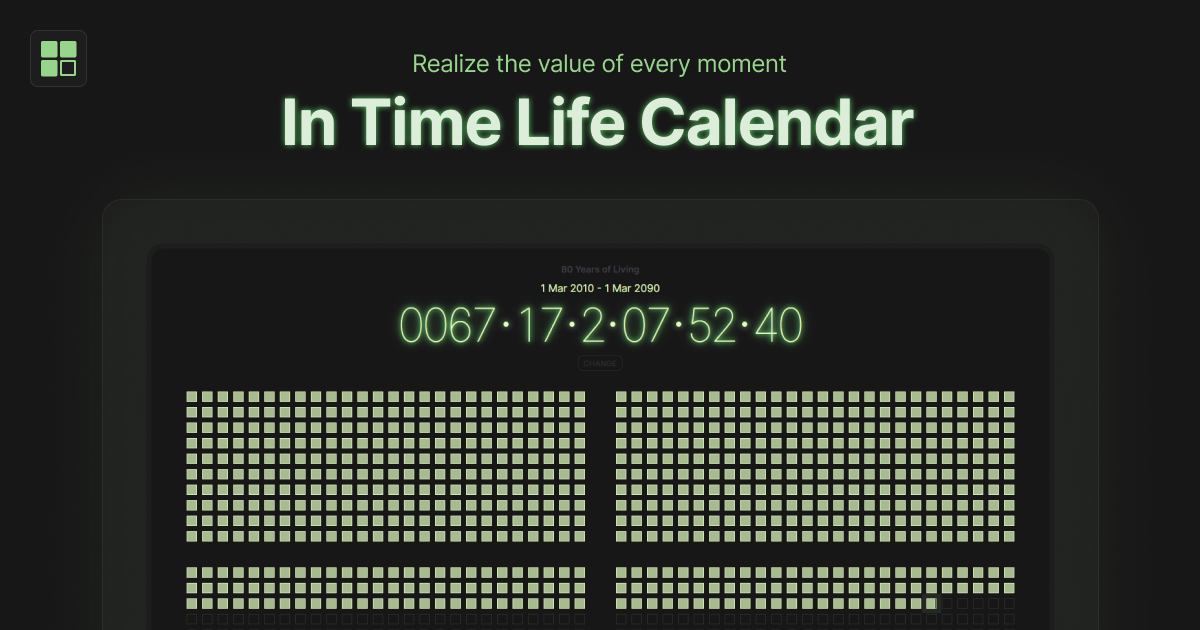 Realize the value of every moment
In Time Life Calendar
80 Years of Living
1 Mar 2010 - 1 Mar 2090
0067·17·2·07·52·40
CHANGE